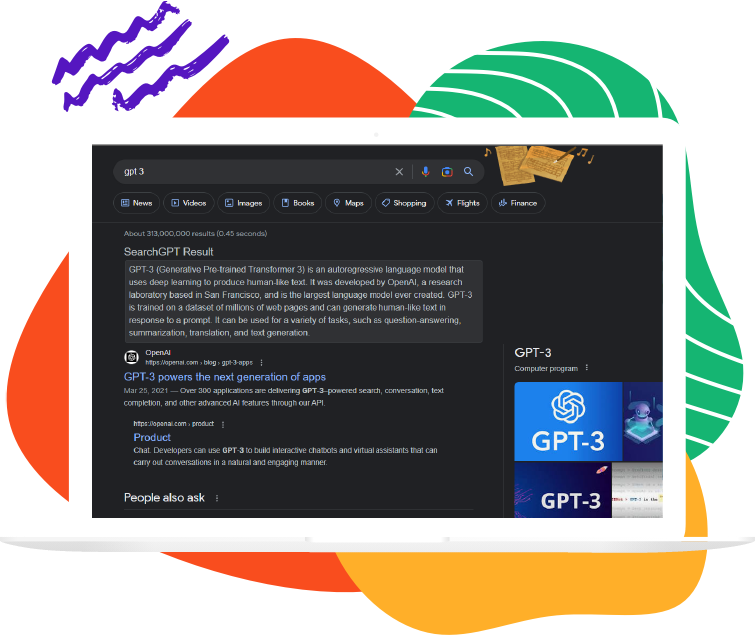 gpt 3
News Videos Images Books Maps Shopping Flights Finance
About 313,000,000 results (0.45 seconds)
SearchGPT Result
GPT-3 (Generative Pre-trained Transformer 3) is an autoregressive language model that
uses deep learning to produce human-like text. It was developed by OpenAI, a research
laboratory based in San Francisco, and is the largest language model ever created. GPT-3
is trained on a dataset of millions of web pages and can generate human-like text in
response to a prompt. It can be used for a variety of tasks, such as question-answering,
summarization, translation, and text generation.
OpenAI
https://openai.com › blog › gpt-3-apps
GPT-3 powers the next generation of apps
Mar 25, 2021 — Over 300 applications are delivering GPT-3–powered search, conversation, text
completion, and other advanced AI features through our API.
https://openai.com › product
Product
Chat. Developers can use GPT-3 to build interactive chatbots and virtual assistants that can
carry out conversations in a natural and engaging manner.
People also ask
GPT-3
Computer program
GPT-3
GPT-3